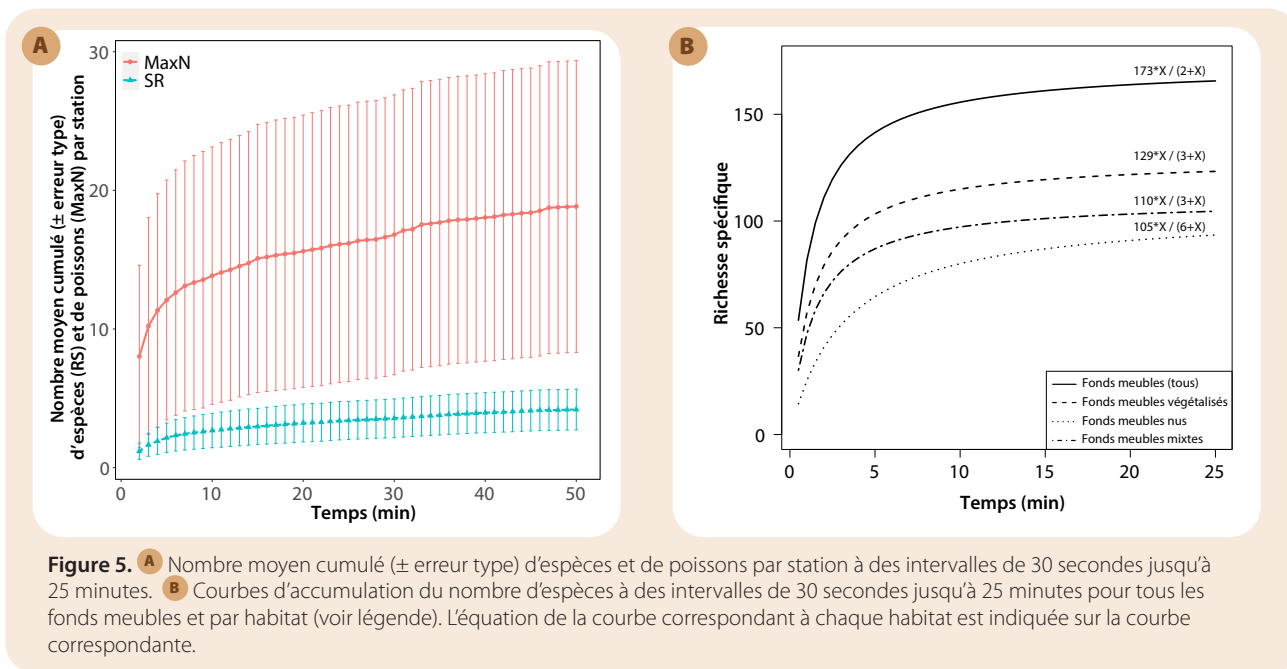 A
MaxN
SR
Nombre moyen cumulé (± erreur type)
d'espèces (RS) et de poissons (MaxN) par station
30
20
10
0
0 10 20 30 40 50
Temps (min)
B
Richesse spécifique
150
100
50
0
173*X / (2+X)
129*X / (3+X)
110*X / (3+X)
105*X / (6+X)
Fonds meubles (tous)
Fonds meubles végétalisés
Fonds meubles nus
Fonds meubles mixtes
0 5 10 15 20 25
Temps (min)
Figure 5. A Nombre moyen cumulé (± erreur type) d'espèces et de poissons par station à des intervalles de 30 secondes jusqu'à
25 minutes. B Courbes d'accumulation du nombre d'espèces à des intervalles de 30 secondes jusqu'à 25 minutes pour tous les
fonds meubles et par habitat (voir légende). L'équation de la courbe correspondant à chaque habitat est indiquée sur la courbe
correspondante.